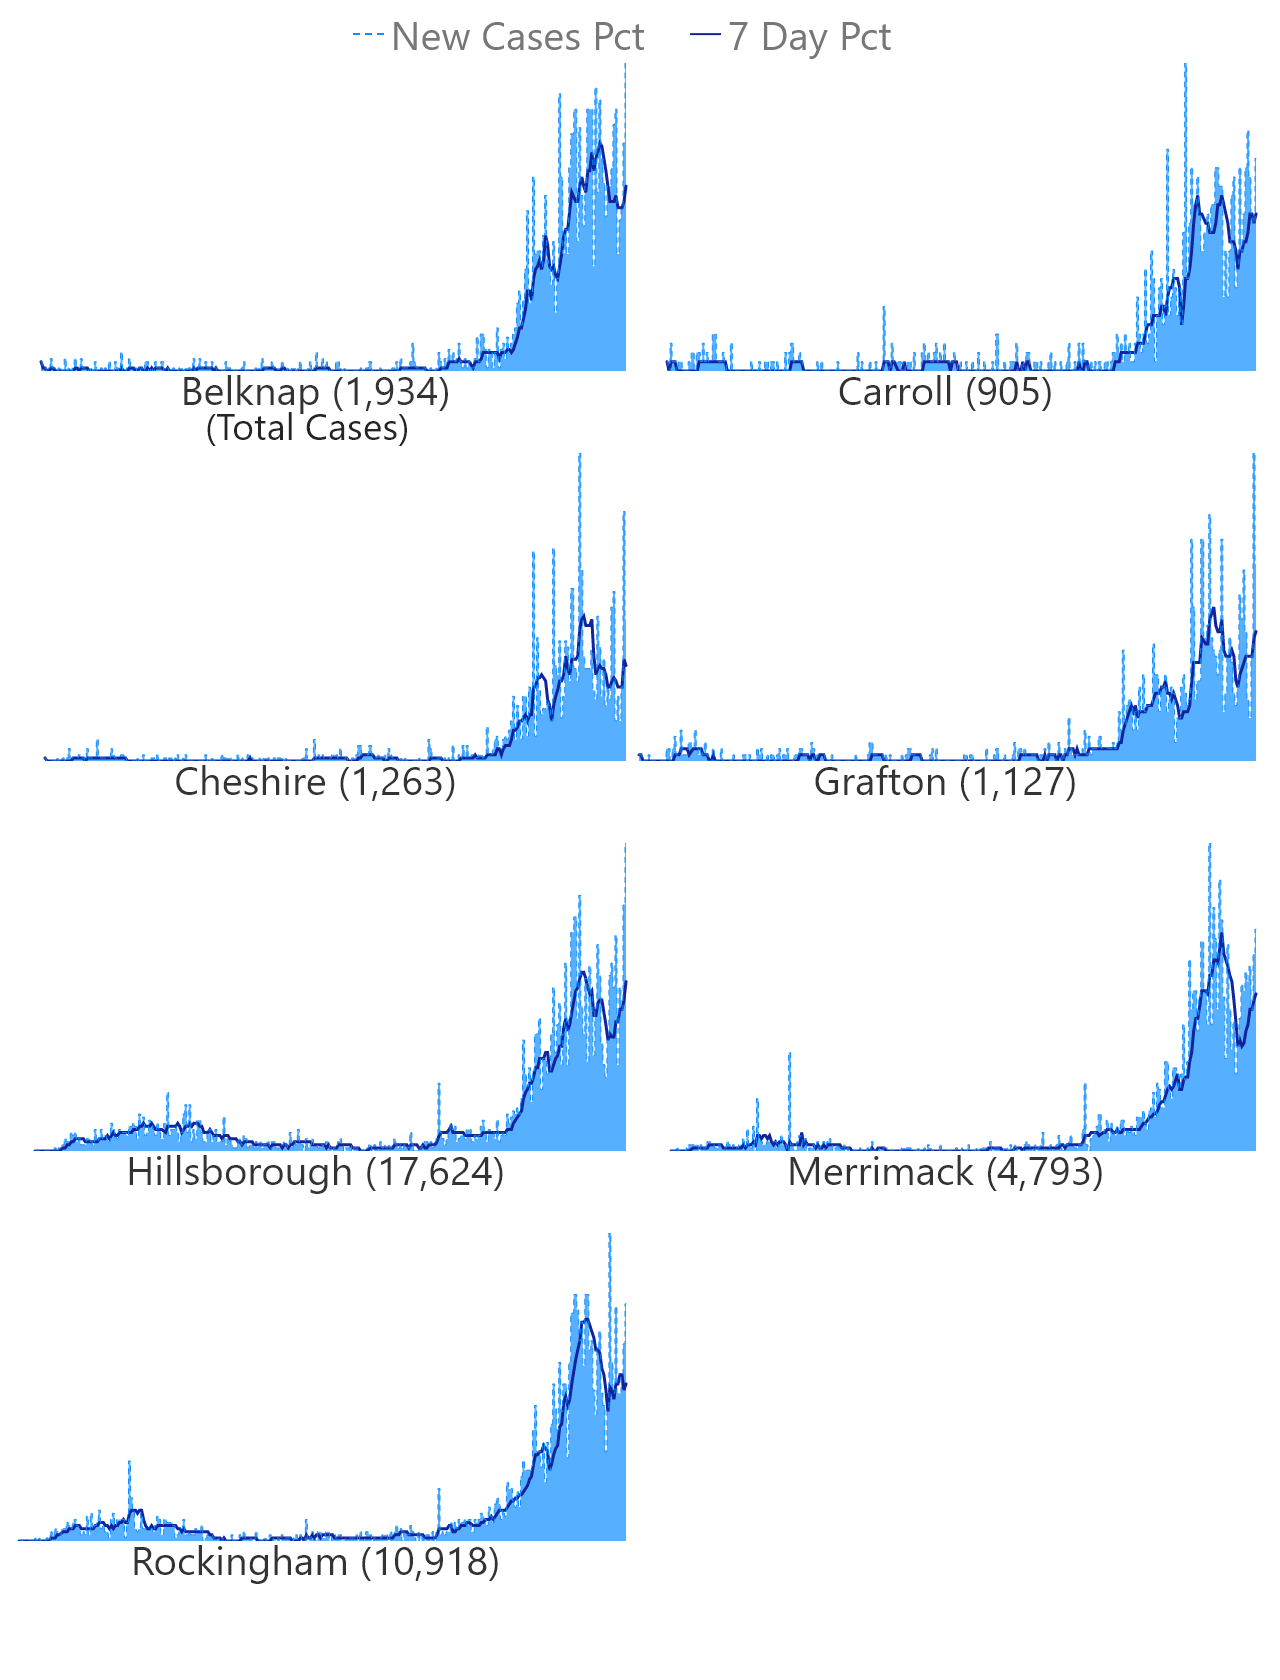 New Cases Pct 7 Day Pct
Belknap (1,934)
(Total Cases)
Carroll (905)
Cheshire (1,263)
Grafton (1,127)
Hillsborough (17,624)
Merrimack (4,793)
Rockingham (10,918)